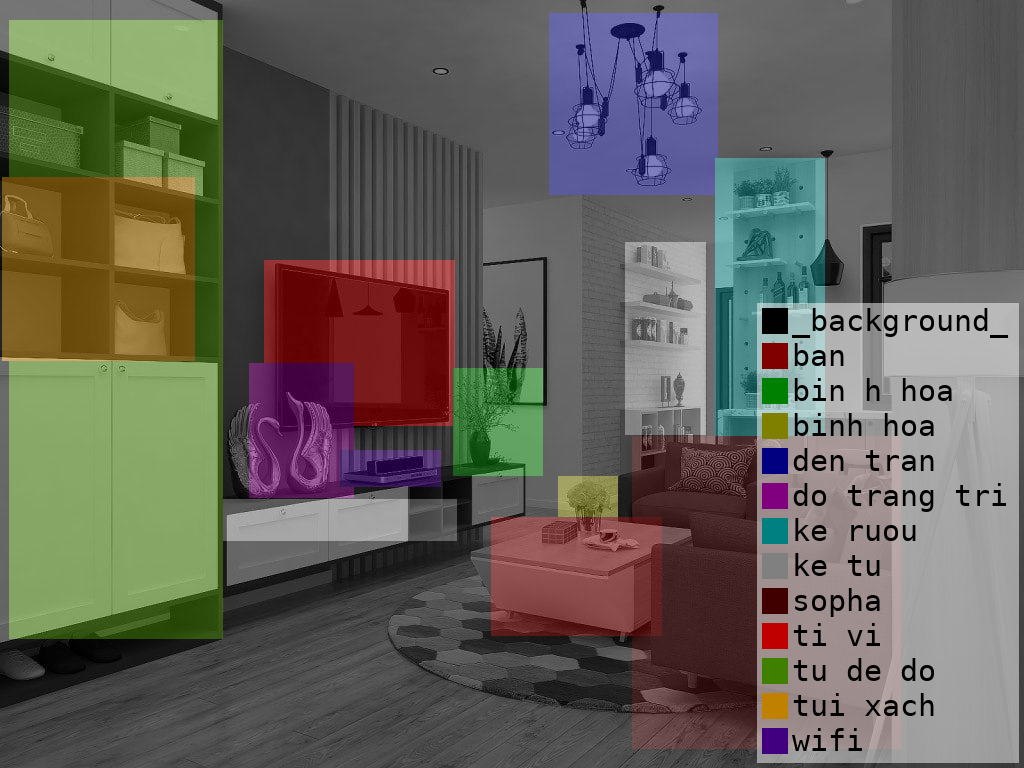 _background_
ban
bin h hoa
binh hoa
den tran
do trang tri
ke ruou
ke tu
sopha
ti vi
tu de do
tui xach
wifi